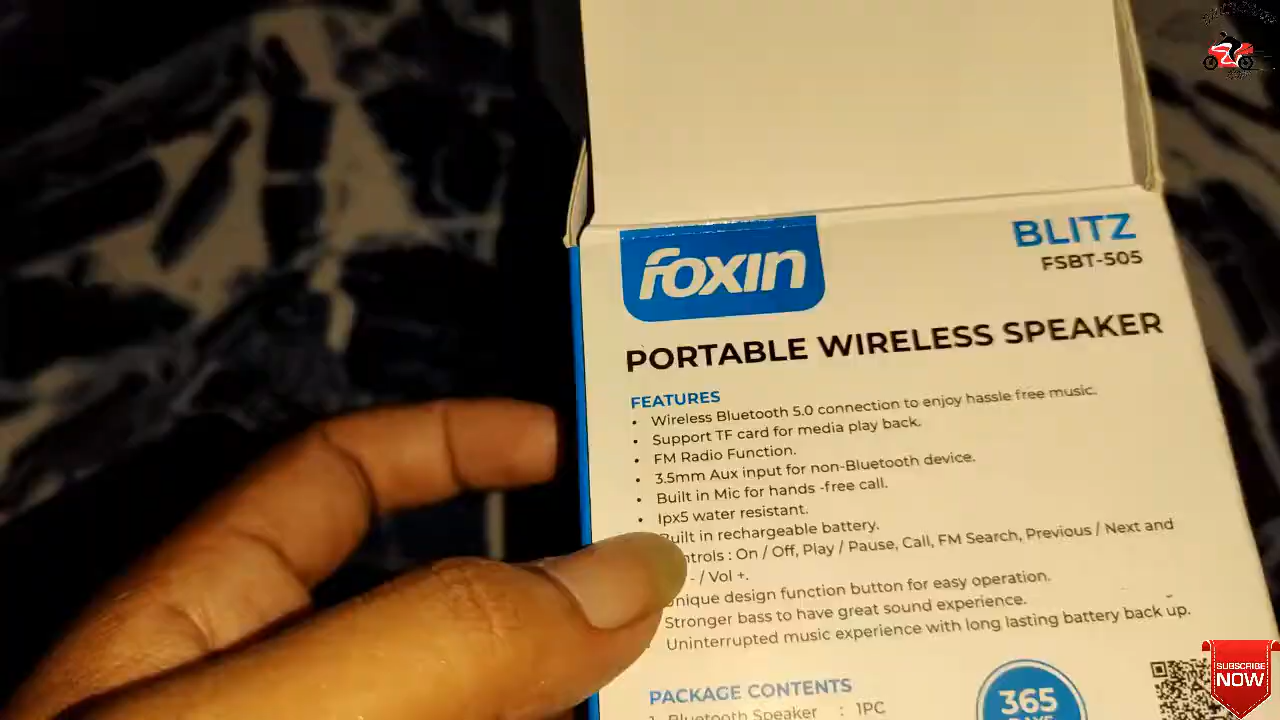 foxin
BLITZ
FSBT-505
PORTABLE WIRELESS SPEAKER
FEATURES
• Wireless Bluetooth 5.0 connection to enjoy hassle free music.
• Support TF card for media play back.
• FM Radio Function.
• 3.5mm Aux input for non-Bluetooth device.
• Built in Mic for hands -free call.
• Ipx5 water resistant.
Built in rechargeable battery.
: On / Off, Play / Pause, Call, FM Search, Previous / Next and
- / Vol +.
design function button for easy operation.
Stronger bass to have great sound experience.
Uninterrupted music experience with long lasting battery back up.
PACKAGE CONTENTS
1. Bluetooth Speaker : 1PC
365
DAYS
SUBSCRIBE
NOW